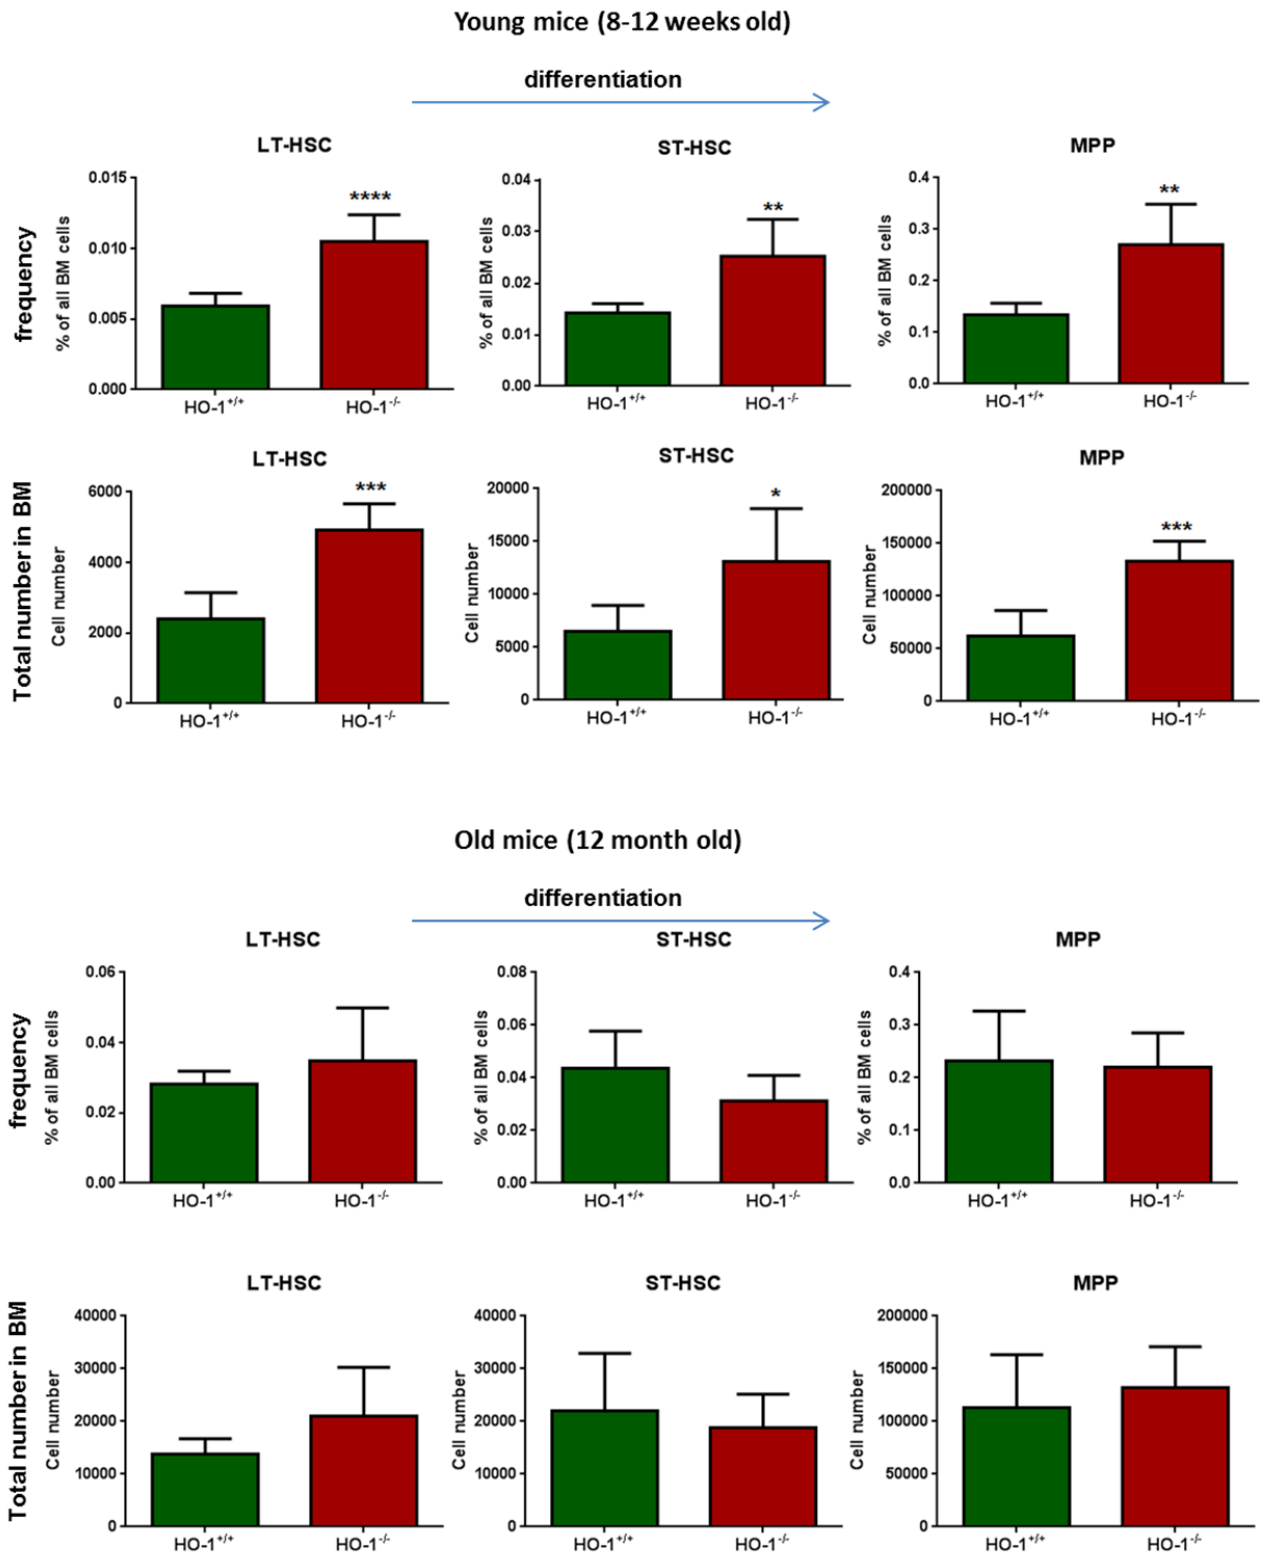 Young mice (8-12 weeks old)
differentiation
LT-HSC
ST-HSC
MPP
frequency
% of all BM cells
0.015
0.010
0.005
0.000
****
HO-1+/+
HO-1-/-
% of all BM cells
0.04
0.03
0.02
0.01
0.00
**
HO-1+/+
HO-1-/-
% of all BM cells
0.4
0.3
0.2
0.1
0.0
**
HO-1+/+
HO-1-/-
Total number in BM
LT-HSC
Cell number
6000
4000
2000
0
***
HO-1+/+
HO-1-/-
ST-HSC
Cell number
20000
15000
10000
5000
0
*
HO-1+/+
HO-1-/-
MPP
Cell number
200000
150000
100000
50000
0
***
HO-1+/+
HO-1-/-
Old mice (12 month old)
differentiation
frequency
LT-HSC
% of all BM cells
0.06
0.04
0.02
0.00
HO-1+/+
HO-1-/-
ST-HSC
% of all BM cells
0.08
0.06
0.04
0.02
0.00
HO-1+/+
HO-1-/-
MPP
% of all BM cells
0.4
0.3
0.2
0.1
0.0
HO-1+/+
HO-1-/-
Total number in BM
LT-HSC
Cell number
40000
30000
20000
10000
0
HO-1+/+
HO-1-/-
ST-HSC
Cell number
40000
30000
20000
10000
0
HO-1+/+
HO-1-/-
MPP
Cell number
200000
150000
100000
50000
0
HO-1+/+
HO-1-/-